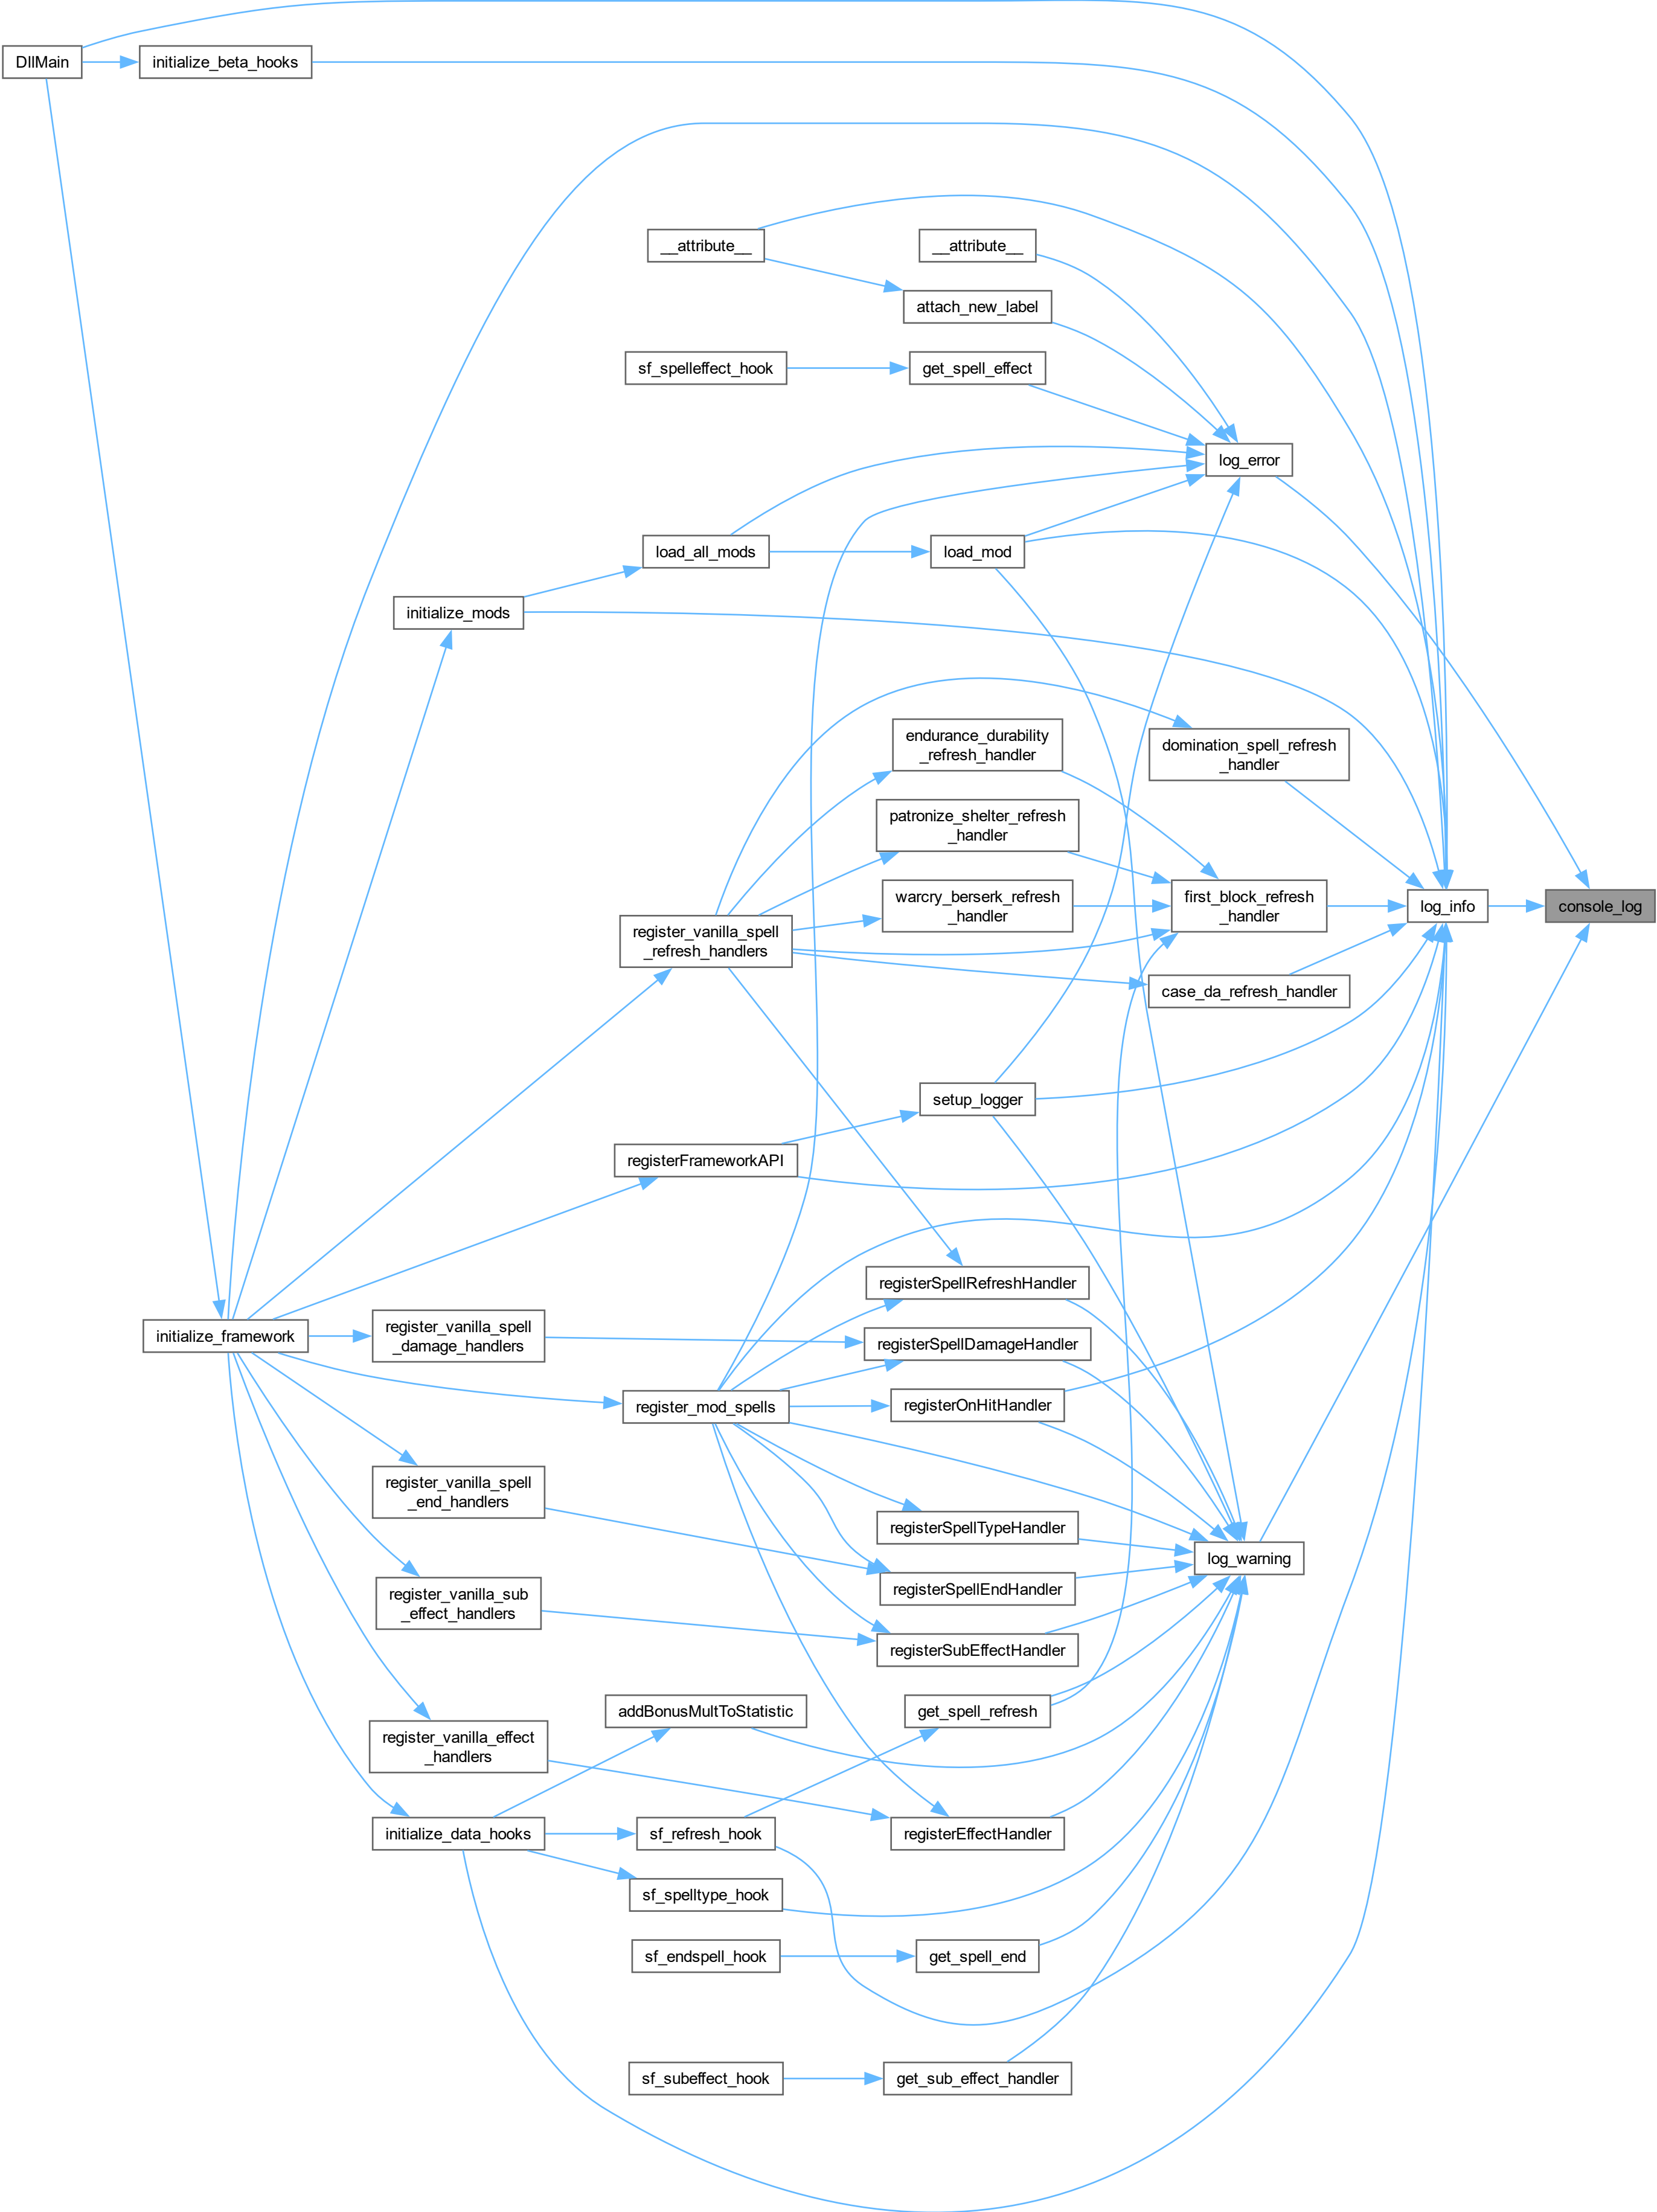 DllMain
initialize_beta_hooks
__attribute__
__attribute__
attach_new_label
sf_spelleffect_hook
get_spell_effect
log_error
load_all_mods
load_mod
initialize_mods
endurance_durability
_refresh_handler
domination_spell_refresh
_handler
patronize_shelter_refresh
_handler
warcry_berserk_refresh
_handler
first_block_refresh
_handler
log_info
console_log
register_vanilla_spell
_refresh_handlers
case_da_refresh_handler
setup_logger
registerFrameworkAPI
registerSpellRefreshHandler
initialize_framework
register_vanilla_spell
_damage_handlers
registerSpellDamageHandler
register_mod_spells
registerOnHitHandler
register_vanilla_spell
_end_handlers
registerSpellTypeHandler
log_warning
registerSpellEndHandler
register_vanilla_sub
_effect_handlers
registerSubEffectHandler
addBonusMultToStatistic
get_spell_refresh
register_vanilla_effect
_handlers
initialize_data_hooks
sf_refresh_hook
registerEffectHandler
sf_spelltype_hook
sf_endspell_hook
get_spell_end
sf_subeffect_hook
get_sub_effect_handler